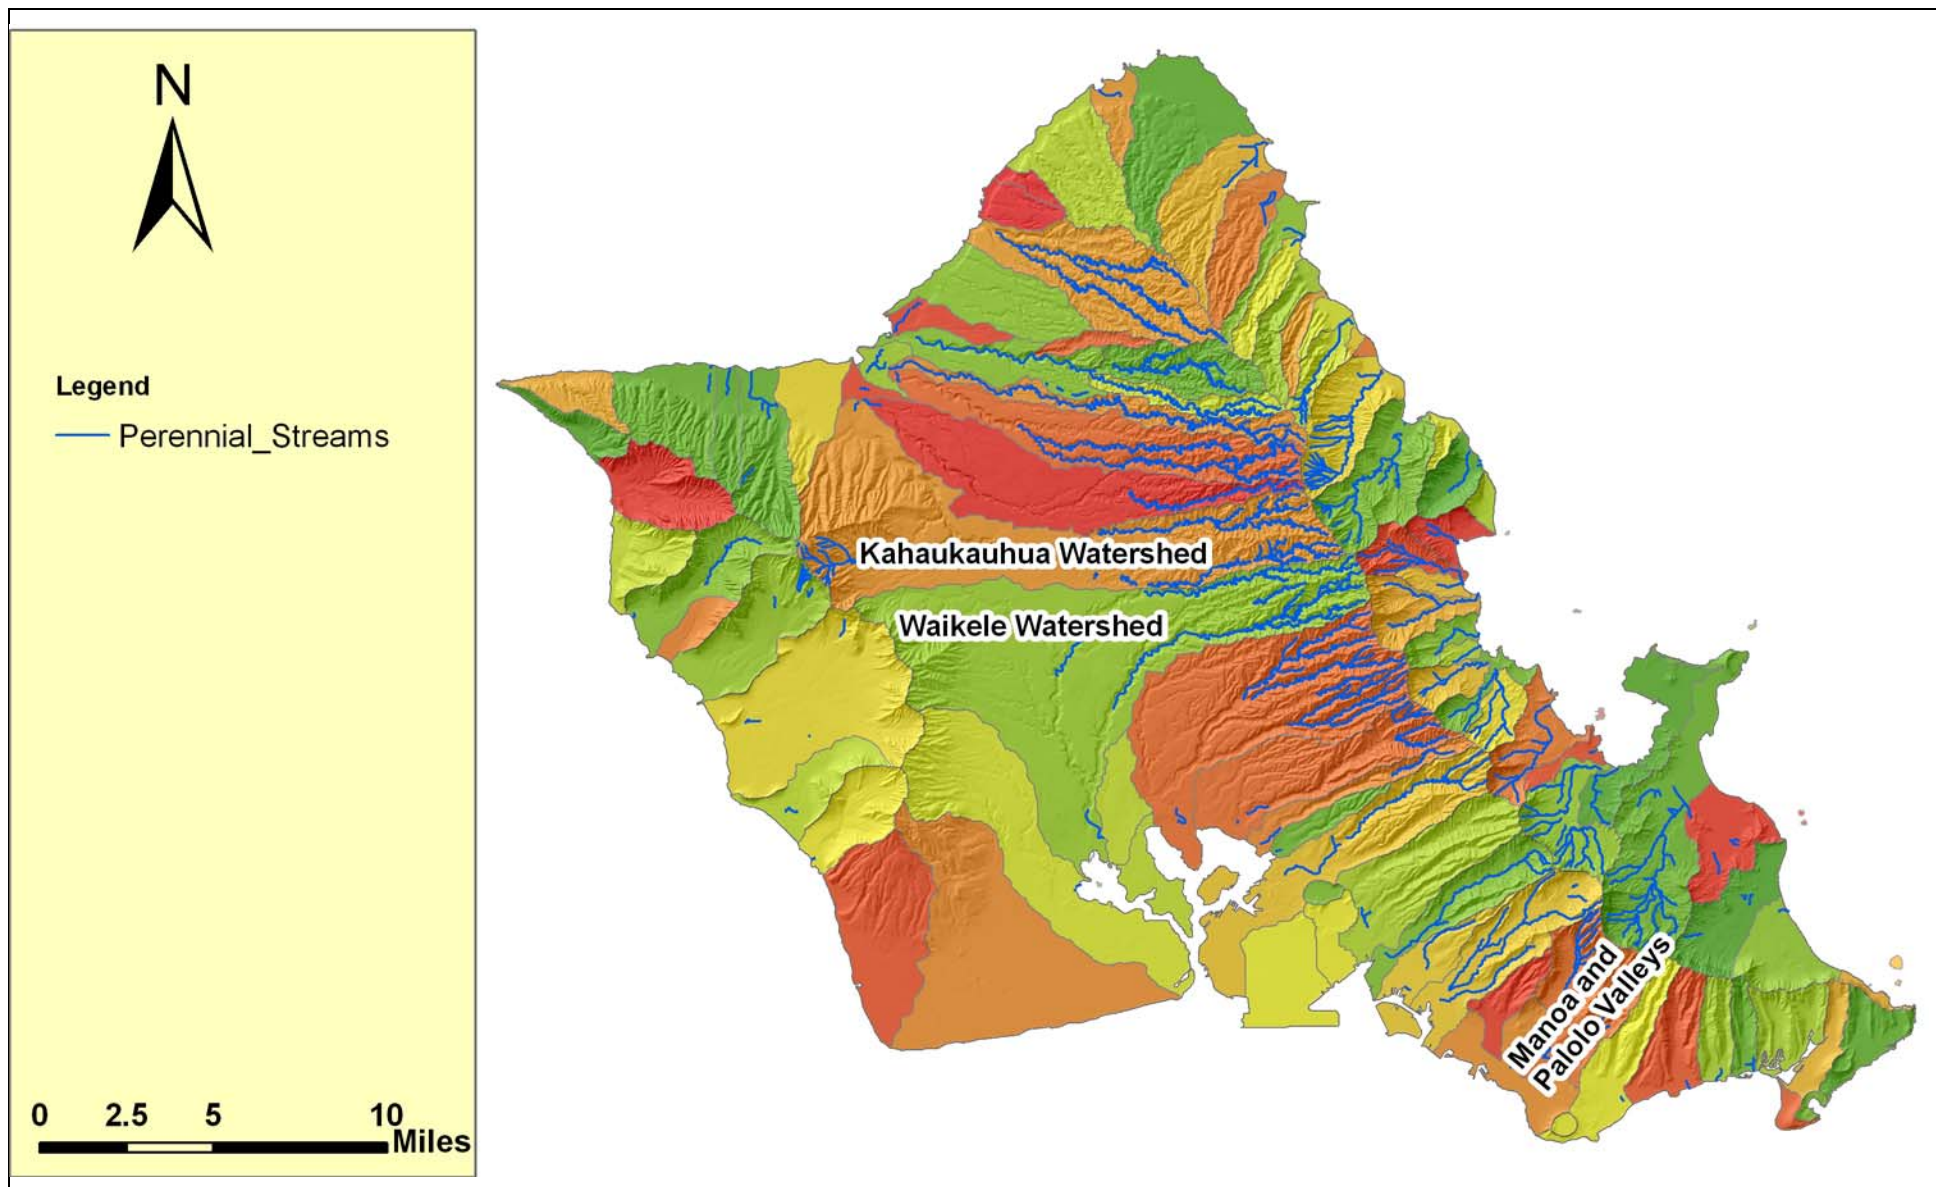 N
Legend
Perennial_Streams
0 2.5 5 10
Miles
Kahaukauhua Watershed
Waikele Watershed
Manoa and
Palolo Valleys